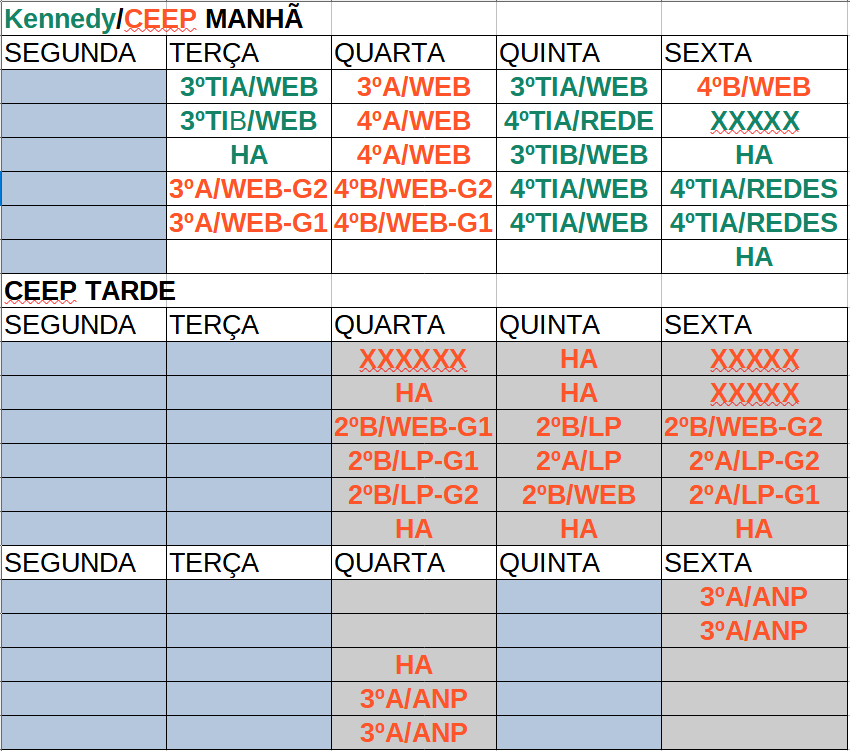 Kennedy/CEEP MANHÃ
SEGUNDA TERÇA QUARTA QUINTA SEXTA
3ºTIA/WEB 3ºA/WEB 3ºTIA/WEB 4ºB/WEB
3ºTIB/WEB 4ºA/WEB 4ºTIA/REDE XXXXX
HA 4ºA/WEB 3ºTIB/WEB HA
3ºA/WEB-G2 4ºB/WEB-G2 4ºTIA/WEB 4ºTIA/REDES
3ºA/WEB-G1 4ºB/WEB-G1 4ºTIA/WEB 4ºTIA/REDES
HA
CEEP TARDE
SEGUNDA TERÇA QUARTA QUINTA SEXTA
XXXXXX HA XXXXX
HA HA XXXXX
2ºB/WEB-G1 2ºB/LP 2ºB/WEB-G2
2ºB/LP-G1 2ºA/LP 2ºA/LP-G2
2ºB/LP-G2 2ºB/WEB 2ºA/LP-G1
HA HA HA
SEGUNDA TERÇA QUARTA QUINTA SEXTA
3ºA/ANP
3ºA/ANP
HA
3ºA/ANP
3ºA/ANP